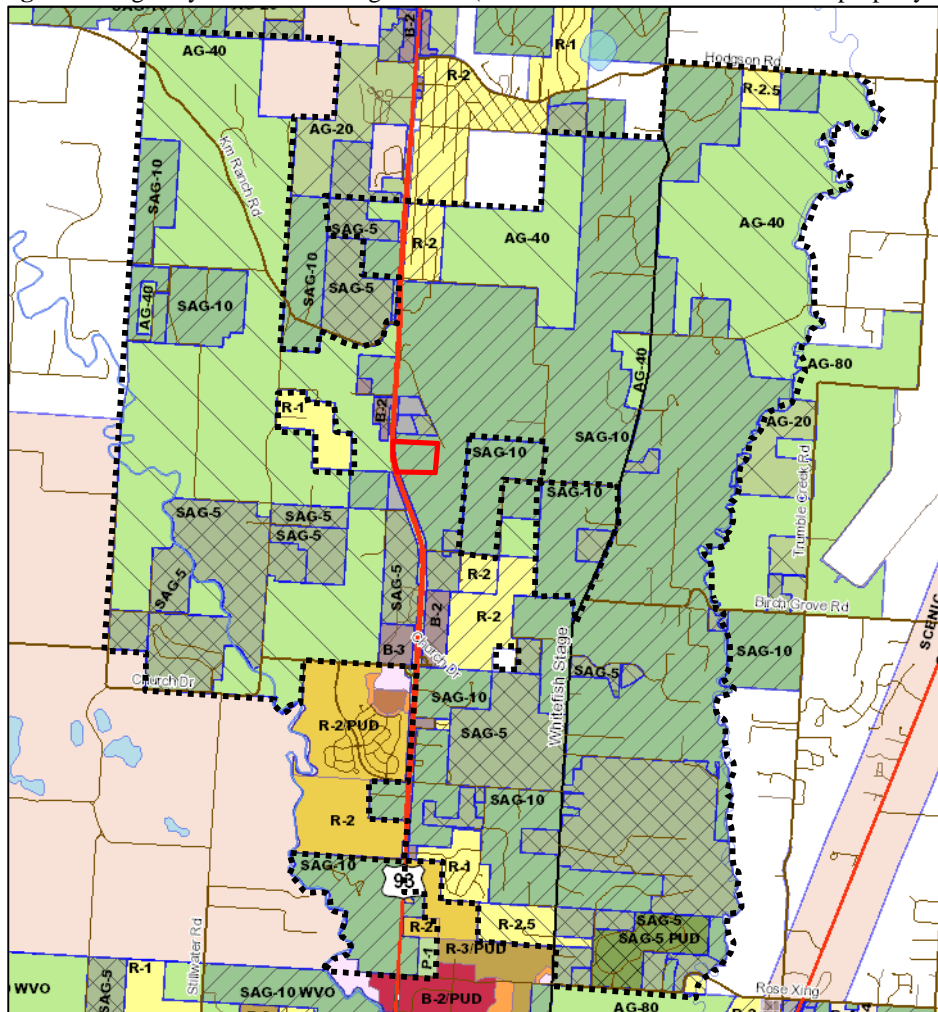 B-2
R-1
AG-40
R-2
Hodgson Rd
R-2.5
AG-20
Km Ranch Rd
SAG-10
SAG-5
R-2
AG-40
AG-40
SAG-10
SAG-5
AG-40
SAG-10
AG-80
AG-40
R-1
B-2
AG-20
SAG-10
SAG-10
SAG-10
Trumble Creek Rd
SAG-5
SAG-5
SAG-5
SAG-5
SAG-5
R-2
B-2
R-2
Birch Grove Rd
SCENIC
B-3
Church Dr
SAG-10
Church Dr
Whitefish Stage
SAG-5
SAG-10
R-2/PUD
SAG-5
SAG-10
R-2
SAG-10
R-1
93
R-2
R-2.5
SAG-5
SAG-5 PUD
R-3/PUD
P-1
Stillwater Rd
R-1
SAG-5
WVO
SAG-10 WVO
B-2/PUD
Rose Xing
AG-80